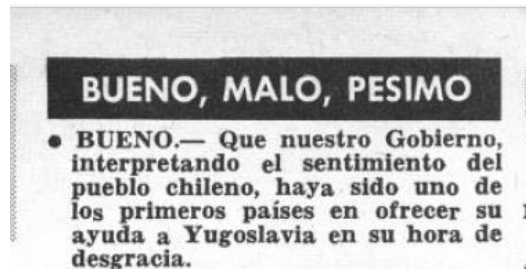 BUENO, MALO, PESIMO
● BUENO.— Que nuestro Gobierno,
interpretando el sentimiento del
pueblo chileno, haya sido uno de
los primeros países en ofrecer su
ayuda a Yugoslavia en su hora de
desgracia.